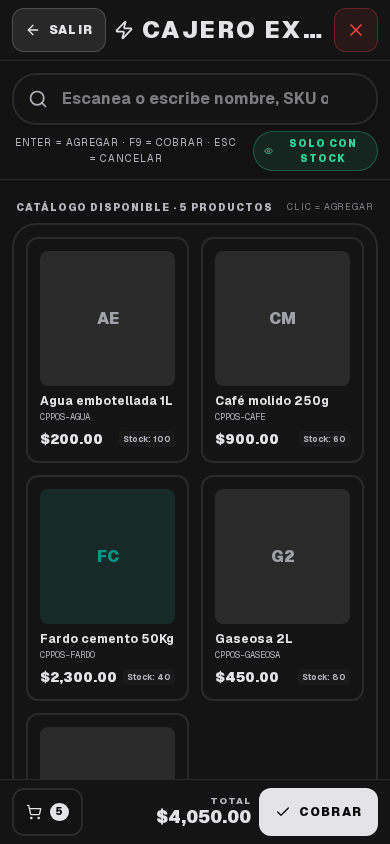 SALIR
CAJERO EX...
Escanea o escribe nombre, SKU o
ENTER = AGREGAR · F9 = COBRAR · ESC
= CANCELAR
SOLO CON
STOCK
CATÁLOGO DISPONIBLE · 5 PRODUCTOS
CLIC = AGREGAR
AE
Agua embotellada 1L
CPPOS-AGUA
$200.00
Stock: 100
CM
Café molido 250g
CPPOS-CAFE
$900.00
Stock: 60
FC
Fardo cemento 50Kg
CPPOS-FARDO
$2,300.00
Stock: 40
G2
Gaseosa 2L
CPPOS-GASEOSA
$450.00
Stock: 80
5
TOTAL
$4,050.00
COBRAR